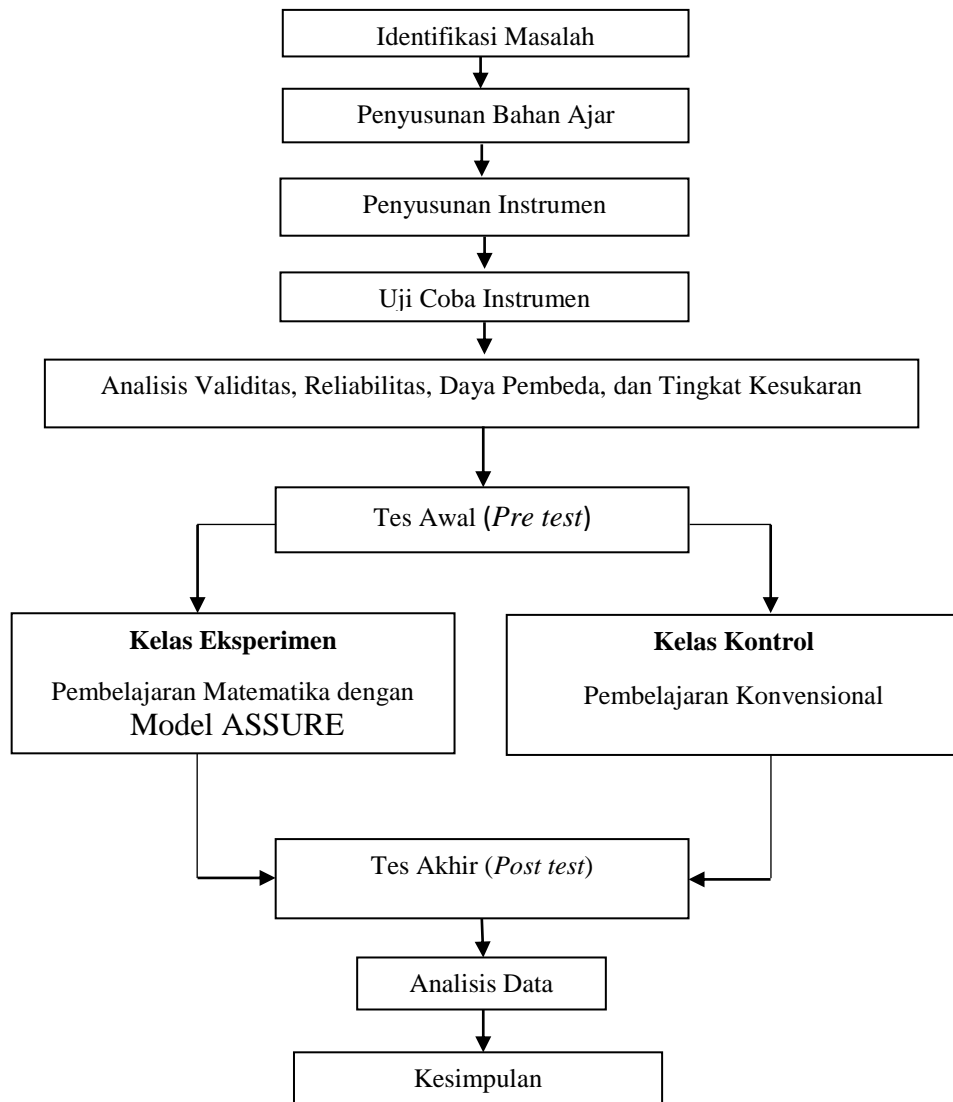 Identifikasi Masalah
Penyusunan Bahan Ajar
Penyusunan Instrumen
Uji Coba Instrumen
Analisis Validitas, Reliabilitas, Daya Pembeda, dan Tingkat Kesukaran
Tes Awal (Pre test)
Kelas Eksperimen
Pembelajaran Matematika dengan
Model ASSURE
Kelas Kontrol
Pembelajaran Konvensional
Tes Akhir (Post test)
Analisis Data
Kesimpulan